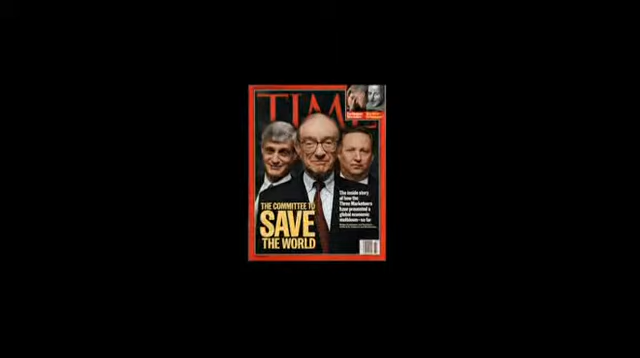 TIME
THE COMMITTEE TO
SAVE
THE WORLD
The inside story
of how the
Three Marketeers
have prevented a
global economic
meltdown—so far